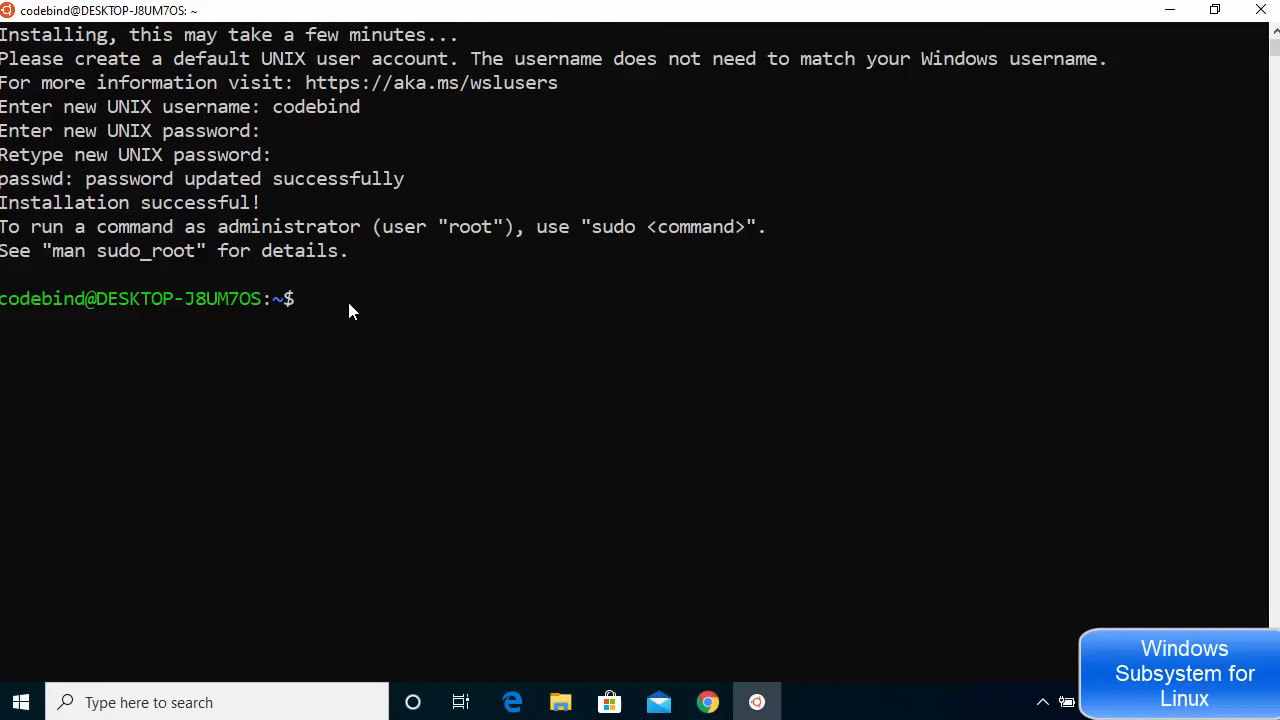 codebind@DESKTOP-J8UM7OS: ~
Installing, this may take a few minutes...
Please create a default UNIX user account. The username does not need to match your Windows username.
For more information visit: https://aka.ms/wslusers
Enter new UNIX username: codebind
Enter new UNIX password:
Retype new UNIX password:
passwd: password updated successfully
Installation successful!
To run a command as administrator (user "root"), use "sudo <command>".
See "man sudo_root" for details.
codebind@DESKTOP-J8UM7OS:~$
Windows
Subsystem for
Linux
Type here to search